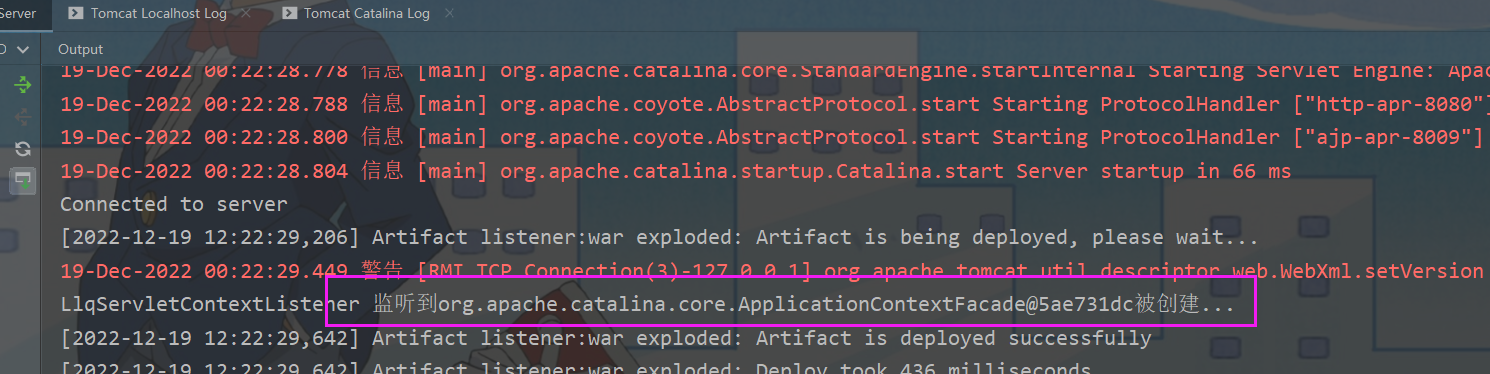 Server
Tomcat Localhost Log
Tomcat Catalina Log
Output
19-Dec-2022 00:22:28.778 信息 [main] org.apache.catalina.core.StandardEngine.startInternal Starting Servlet Engine: Apac
19-Dec-2022 00:22:28.788 信息 [main] org.apache.coyote.AbstractProtocol.start Starting ProtocolHandler ["http-apr-8080"]
19-Dec-2022 00:22:28.800 信息 [main] org.apache.coyote.AbstractProtocol.start Starting ProtocolHandler ["ajp-apr-8009"]
19-Dec-2022 00:22:28.804 信息 [main] org.apache.catalina.startup.Catalina.start Server startup in 66 ms
Connected to server
[2022-12-19 12:22:29,206] Artifact listener:war exploded: Artifact is being deployed, please wait...
19-Dec-2022 00:22:29.449 警告 [RMI TCP Connection(3)-127.0.0.1] org.apache.tomcat.util.descriptor.web.WebXml.setVersion
LlqServletContextListener 监听到org.apache.catalina.core.ApplicationContextFacade@5ae731dc被创建...
[2022-12-19 12:22:29,642] Artifact listener:war exploded: Artifact is deployed successfully
[2022-12-19 12:22:29,642] Artifact listener:war exploded: Deploy took 436 milliseconds